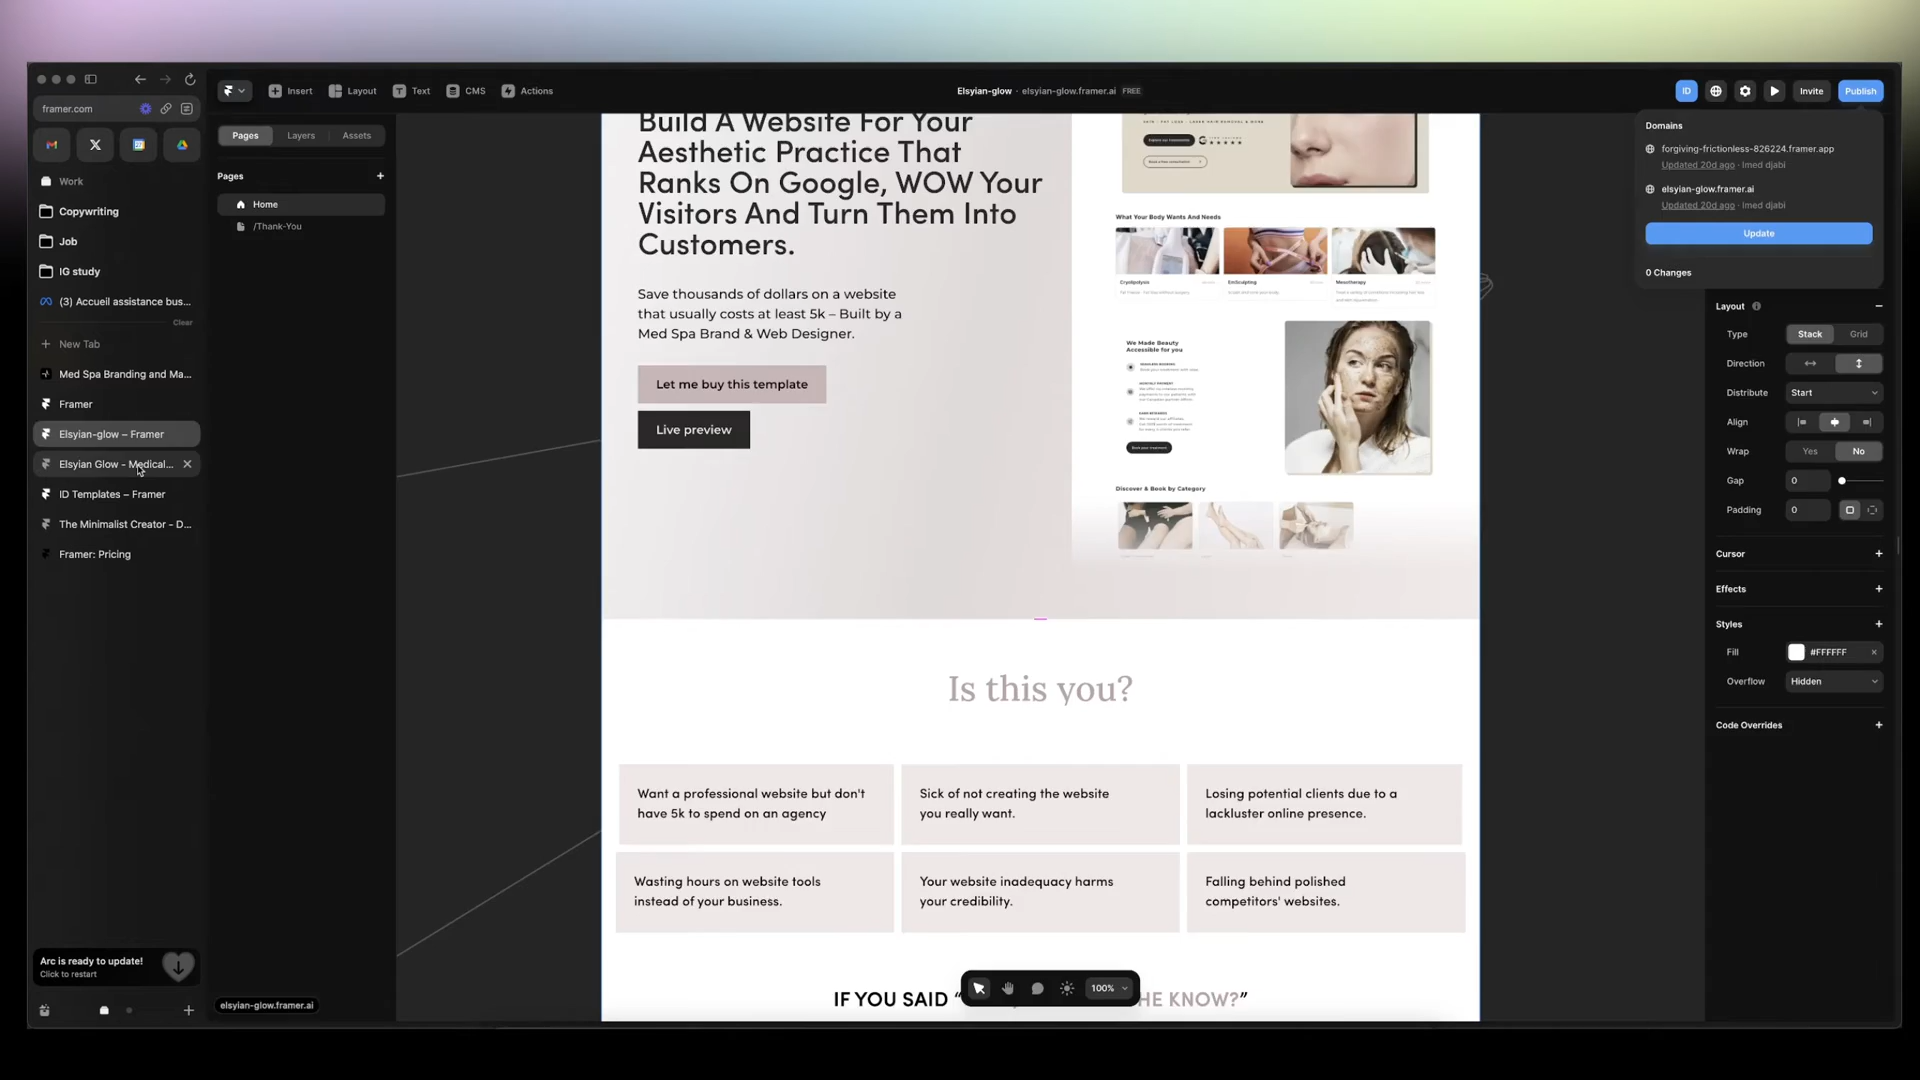 framer.com
Insert
Layout
Text
CMS
Actions
Elsyian-glow · elsyian-glow.framer.ai FREE
ID
Invite
Publish
Work
Copywriting
Job
IG study
(3) Accueil assistance bus...
Clear
New Tab
Med Spa Branding and Ma...
Framer
Elsyian-glow – Framer
Elsyian Glow - Medical...
ID Templates – Framer
The Minimalist Creator - D...
Framer: Pricing
Arc is ready to update!
Click to restart
Pages
Layers
Assets
Pages
Home
/Thank-You
elsyian-glow.framer.ai
Build A Website For Your
Aesthetic Practice That
Ranks On Google, WOW Your
Visitors And Turn Them Into
Customers.
Save thousands of dollars on a website
that usually costs at least 5k – Built by a
Med Spa Brand & Web Designer.
Let me buy this template
Live preview
What Your Body Wants And Needs
Cryolipolysis
EmSculpting
Mesotherapy
We Made Beauty
Accessible for you
Discover & Book by Category
Is this you?
Want a professional website but don't
have 5k to spend on an agency
Sick of not creating the website
you really want.
Losing potential clients due to a
lackluster online presence.
Wasting hours on website tools
instead of your business.
Your website inadequacy harms
your credibility.
Falling behind polished
competitors' websites.
IF YOU SAID “
HE KNOW?”
100%
Domains
forgiving-frictionless-826224.framer.app
Updated 20d ago · Imed djabi
elsyian-glow.framer.ai
Updated 20d ago · Imed djabi
Update
0 Changes
Layout
Type
Stack
Grid
Direction
Distribute
Start
Align
Wrap
Yes
No
Gap
0
Padding
0
Cursor
Effects
Styles
Fill
#FFFFFF
Overflow
Hidden
Code Overrides